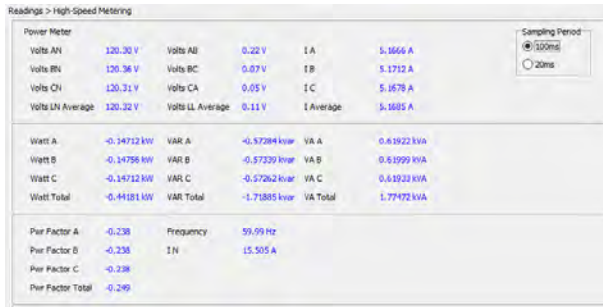 Readings > High-Speed Metering
Power Meter
Sampling Period
Volts AN 120.30 V Volts AB 0.22 V I A 5.1666 A
100ms
Volts BN 120.36 V Volts BC 0.07 V I B 5.1712 A
20ms
Volts CN 120.31 V Volts CA 0.05 V I C 5.1678 A
Volts LN Average 120.32 V Volts LL Average 0.11 V I Average 5.1685 A
Watt A -0.14712 kW VAR A -0.57284 kvar VA A 0.61922 kVA
Watt B -0.14756 kW VAR B -0.57339 kvar VA B 0.61999 kVA
Watt C -0.14712 kW VAR C -0.57262 kvar VA C 0.61933 kVA
Watt Total -0.44181 kW VAR Total -1.71885 kvar VA Total 1.77472 kVA
Pwr Factor A -0.238 Frequency 59.99 Hz
Pwr Factor B -0.238 I N 15.505 A
Pwr Factor C -0.238
Pwr Factor Total -0.249